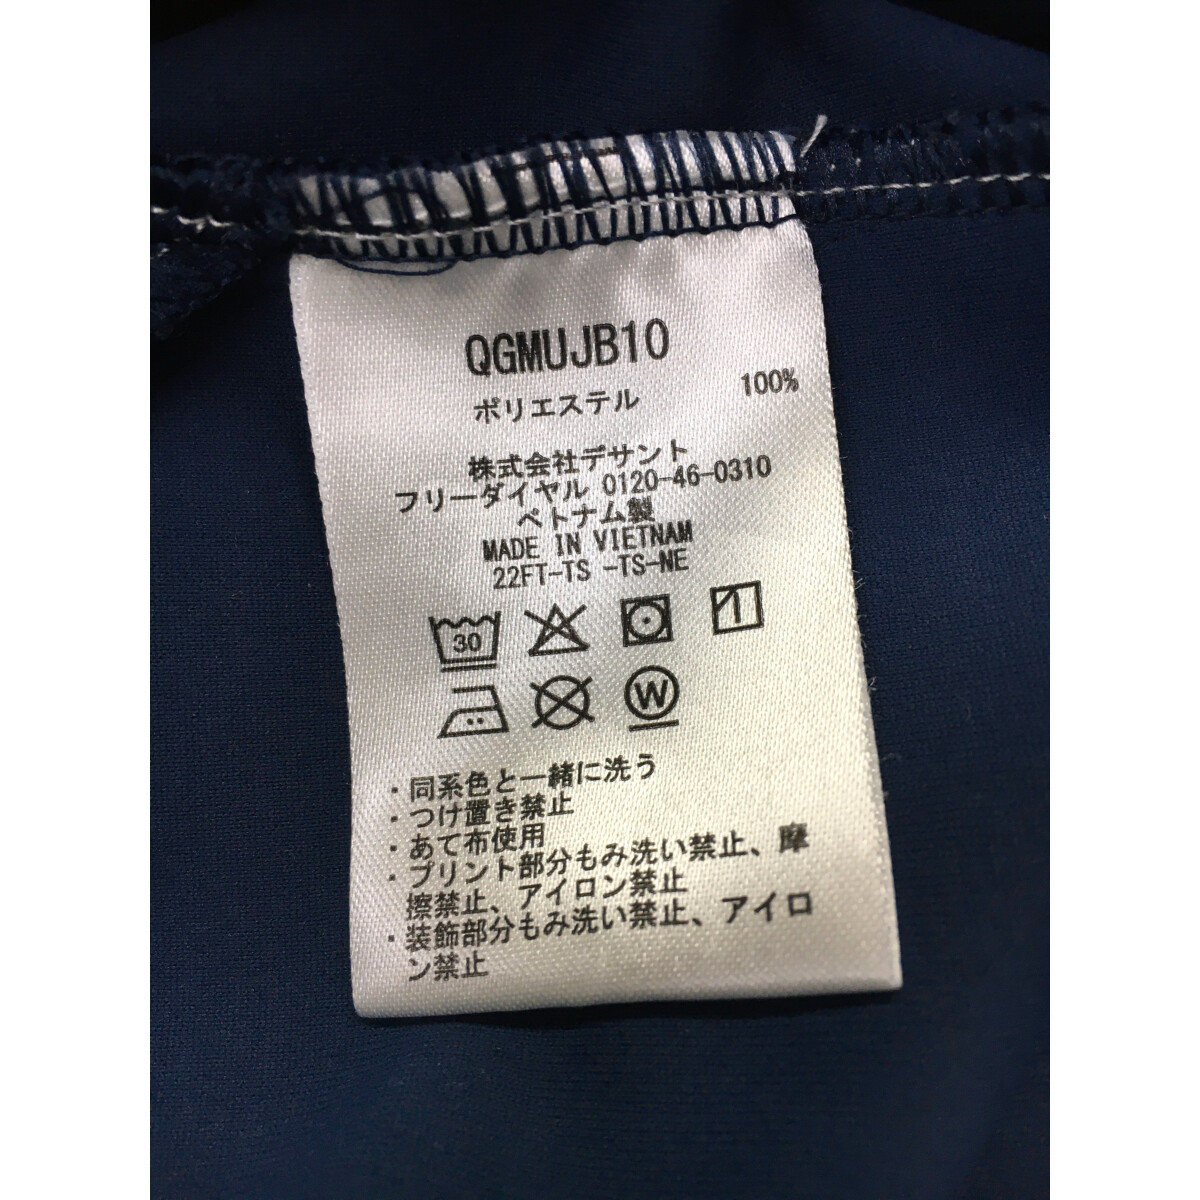 QGMUJB10
ポリエステル 100%
株式会社デサント
フリーダイヤル 0120-46-0310
ベトナム製
MADE IN VIETNAM
22FT-TS -TS-NE
30
W
・同系色と一緒に洗う
・つけ置き禁止
・あて布使用
・プリント部分もみ洗い禁止、摩
擦禁止、アイロン禁止
・装飾部分もみ洗い禁止、アイロ
ン禁止